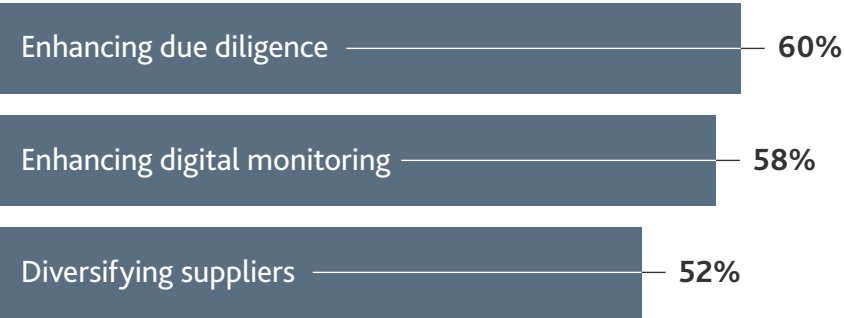 Enhancing due diligence 60%
Enhancing digital monitoring 58%
Diversifying suppliers 52%